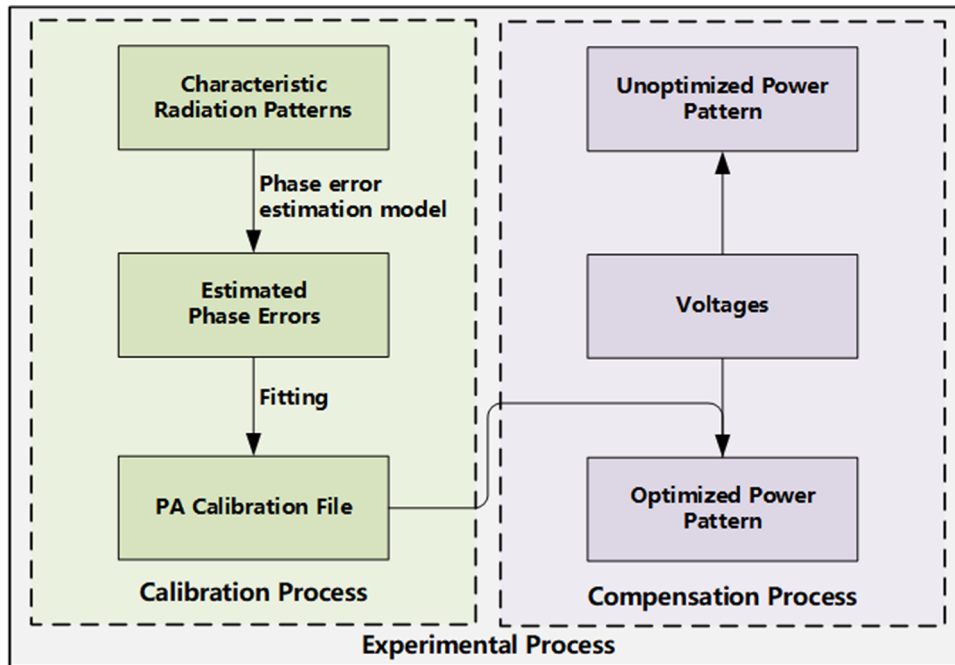 Characteristic
Radiation Patterns
Phase error
estimation model
Estimated
Phase Errors
Fitting
PA Calibration File
Calibration Process
Unoptimized Power
Pattern
Voltages
Optimized Power
Pattern
Compensation Process
Experimental Process